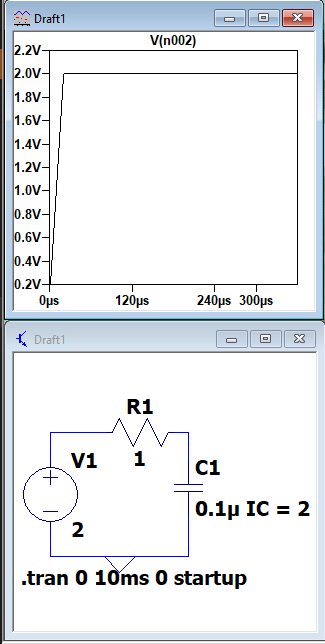 Draft1
V(n002)
2.2V
2.0V
1.8V
1.6V
1.4V
1.2V
1.0V
0.8V
0.6V
0.4V
0.2V
0µs 120µs 240µs 300µs
Draft1
R1
V1 1 C1
0.1µ IC = 2
2
.tran 0 10ms 0 startup